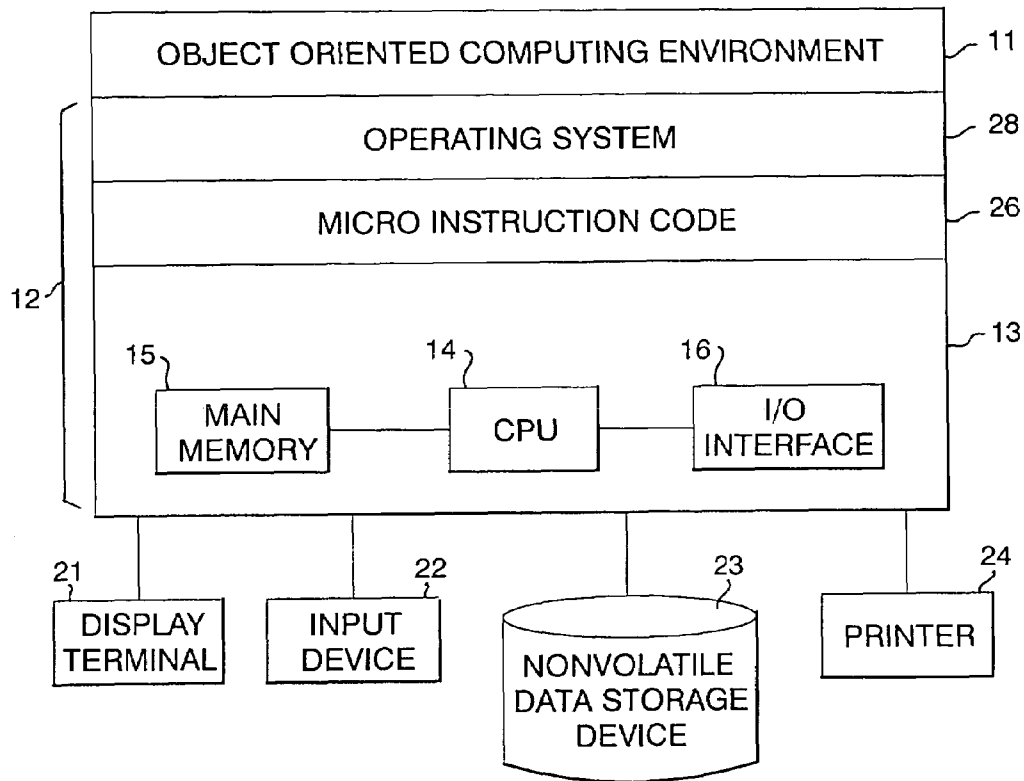 OBJECT ORIENTED COMPUTING ENVIRONMENT
11
OPERATING SYSTEM
28
MICRO INSTRUCTION CODE
26
12
13
15
14
16
MAIN
MEMORY
CPU
I/O
INTERFACE
21
22
23
24
DISPLAY
TERMINAL
INPUT
DEVICE
NONVOLATILE
DATA STORAGE
DEVICE
PRINTER